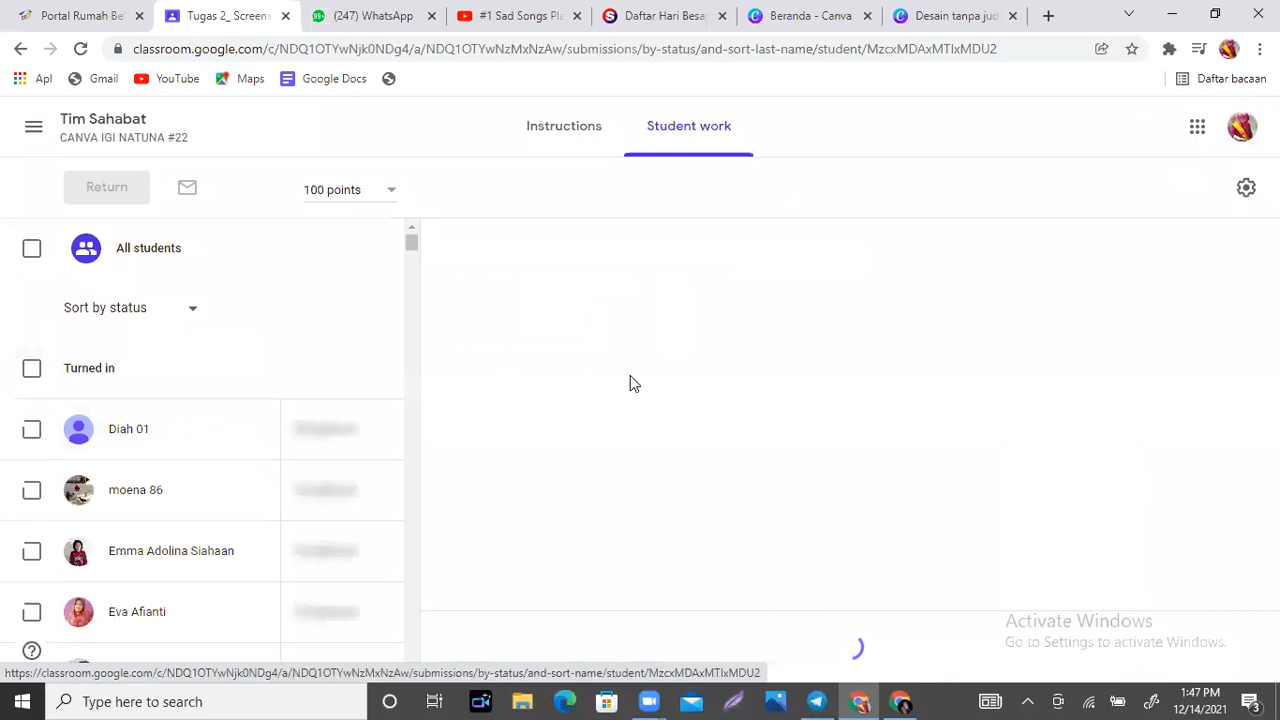 Portal Rumah Be
Tugas 2_ Screen
(217) WhatsApp
#1 Sad Songs Pl
Daftar Hari Besa
Beranda - Canva
Desain tanpa jud
classroom.google.com/c/NDQ1OTYwNjk0NDg4/a/NDQ1OTYwNzMxNzAw/submissions/by-status/and-sort-last-name/student/MzcxMDAxMTIxMDU2
Apl
Gmail
YouTube
Maps
Google Docs
Daftar bacaan
Tim Sahabat
CANVA IGI NATUNA #22
Instructions
Student work
Return
100 points
All students
Sort by status
Turned in
Diah 01
moena 86
Emma Adolina Siahaan
Eva Afianti
Activate Windows
Go to Settings to activate Windows.
https://classroom.google.com/c/NDQ1OTYwNjk0NDg4/a/NDQ1OTYwNzMxNzAw/submissions/by-status/and-sort-name/student/MzcxMDAxMTIxMDU2
Type here to search
1:47 PM
12/14/2021
3